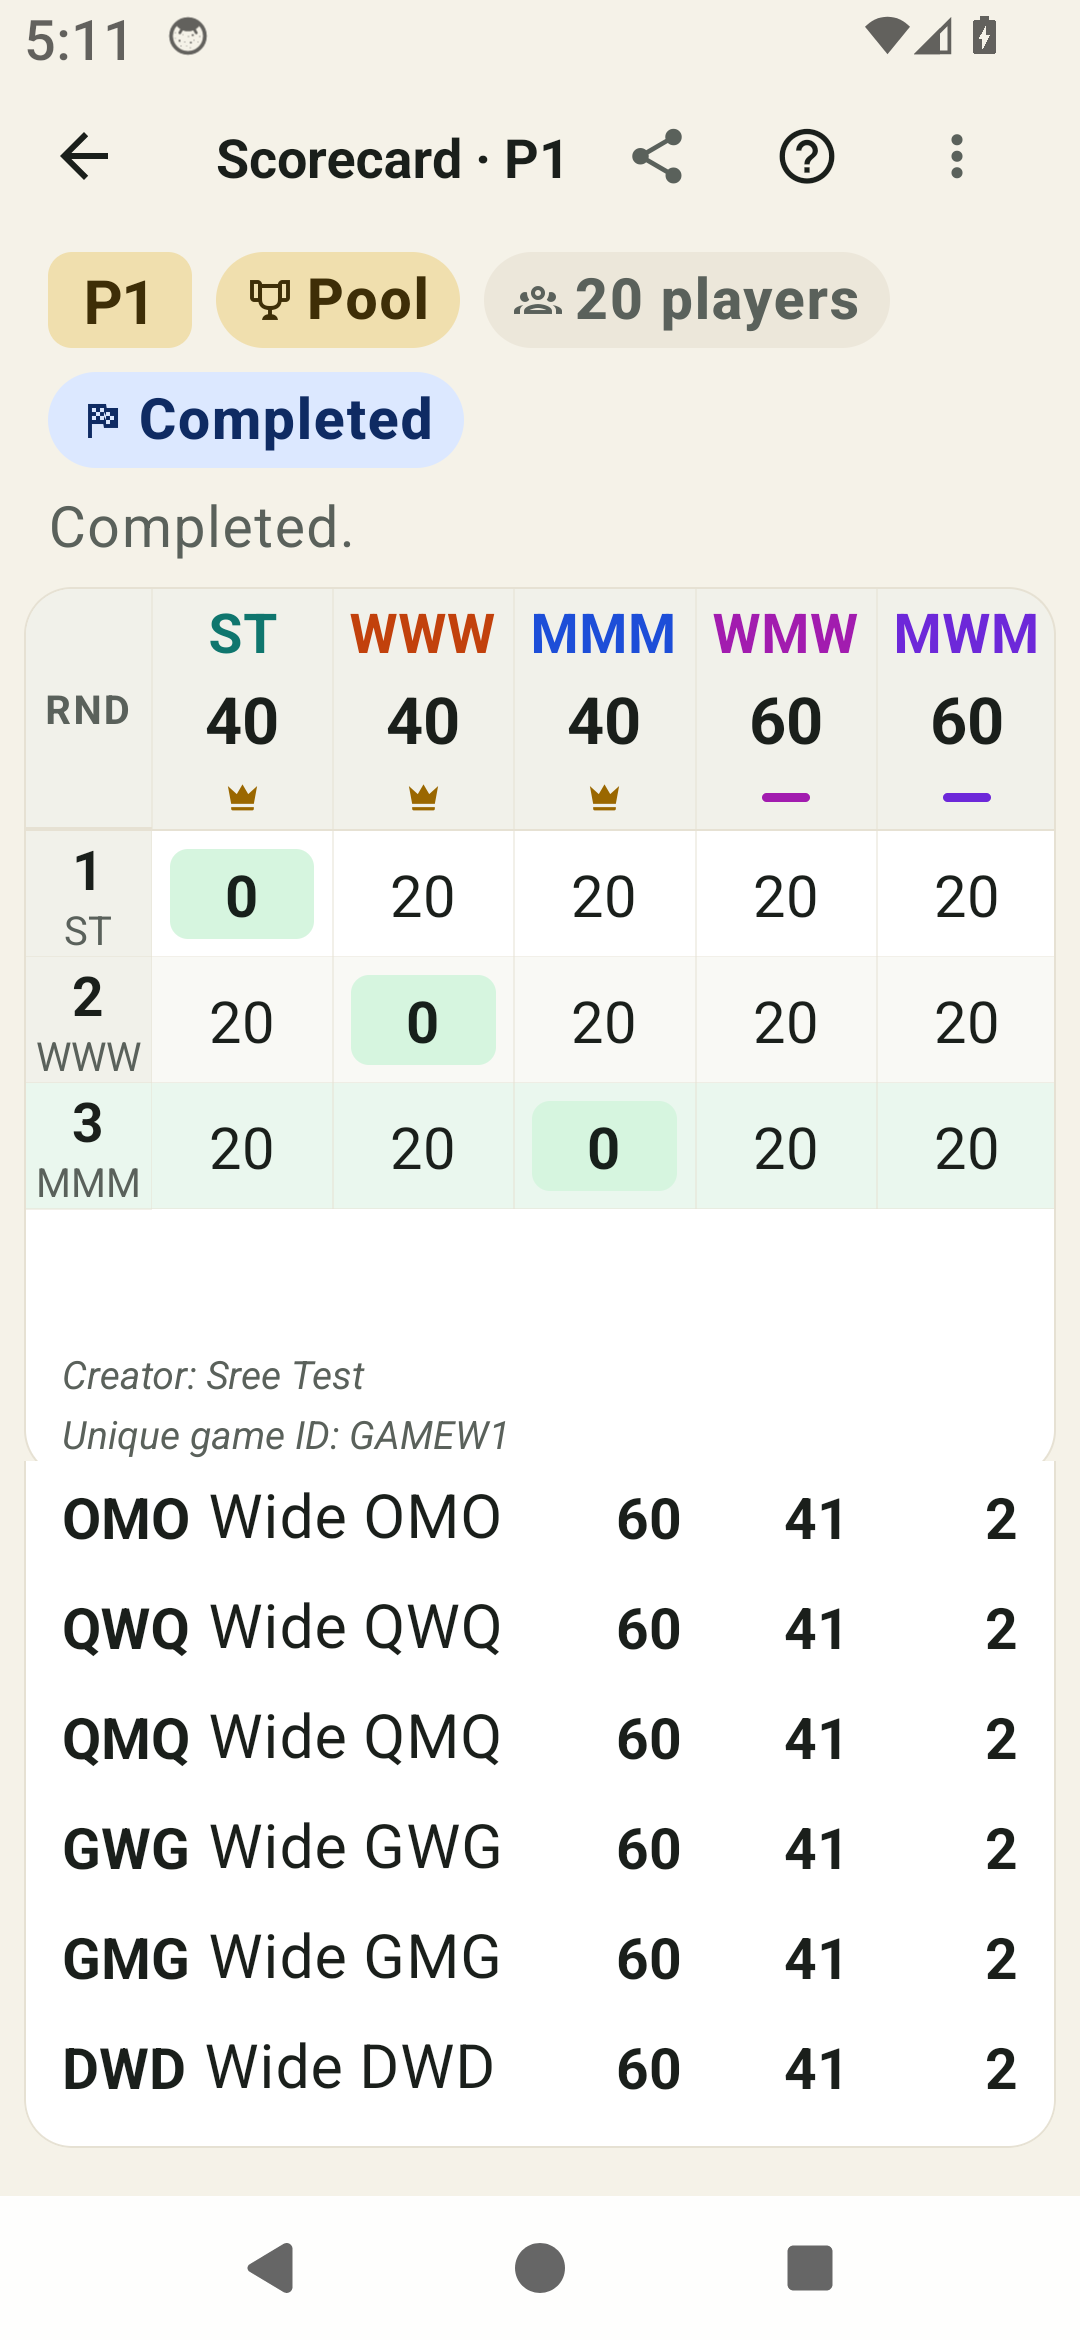 5:11
Scorecard · P1
P1 Pool 20 players
Completed
Completed.
RND ST WWW MMM WMW MWM
40 40 40 60 60
1 ST 0 20 20 20 20
2 WWW 20 0 20 20 20
3 MMM 20 20 0 20 20
Creator: Sree Test
Unique game ID: GAMEW1
OMO Wide OMO 60 41 2
QWQ Wide QWQ 60 41 2
QMQ Wide QMQ 60 41 2
GWG Wide GWG 60 41 2
GMG Wide GMG 60 41 2
DWD Wide DWD 60 41 2